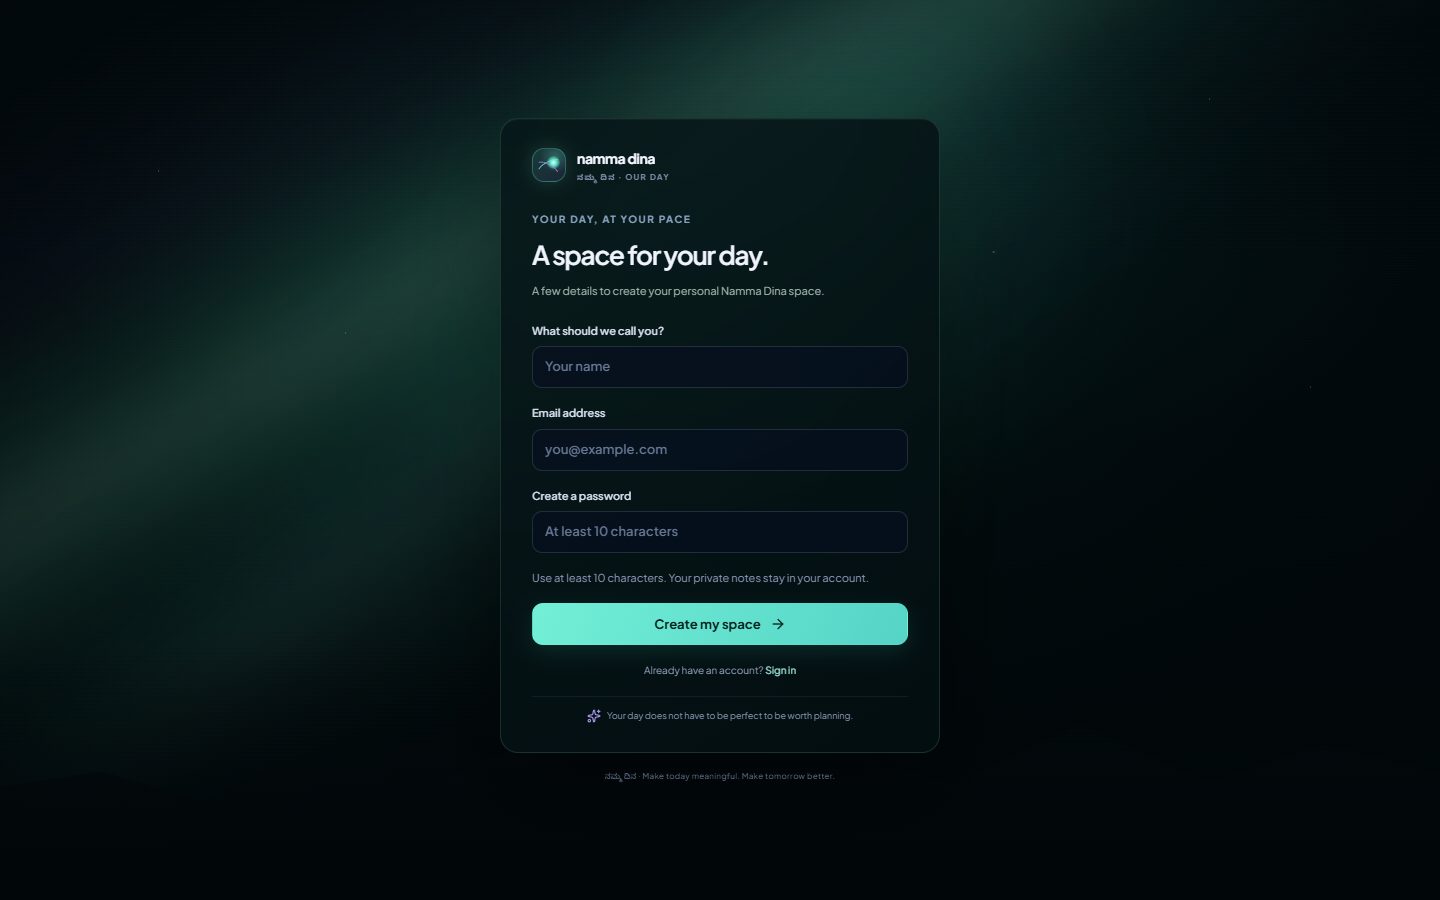 namma dina
ನಮ್ಮ ದಿನ · OUR DAY
YOUR DAY, AT YOUR PACE
A space for your day.
A few details to create your personal Namma Dina space.
What should we call you?
Your name
Email address
you@example.com
Create a password
At least 10 characters
Use at least 10 characters. Your private notes stay in your account.
Create my space →
Already have an account? Sign in
Your day does not have to be perfect to be worth planning.
ನಮ್ಮ ದಿನ · Make today meaningful. Make tomorrow better.